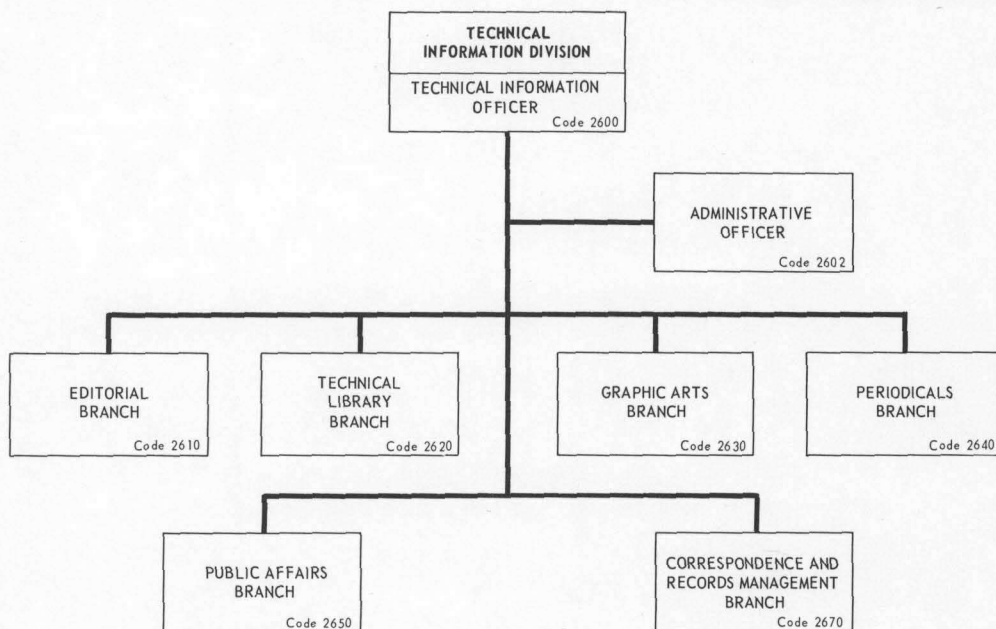 TECHNICAL
INFORMATION DIVISION
TECHNICAL INFORMATION
OFFICER
Code 2600
ADMINISTRATIVE
OFFICER
Code 2602
EDITORIAL
BRANCH
Code 2610
TECHNICAL
LIBRARY
BRANCH
Code 2620
GRAPHIC ARTS
BRANCH
Code 2630
PERIODICALS
BRANCH
Code 2640
PUBLIC AFFAIRS
BRANCH
Code 2650
CORRESPONDENCE AND
RECORDS MANAGEMENT
BRANCH
Code 2670